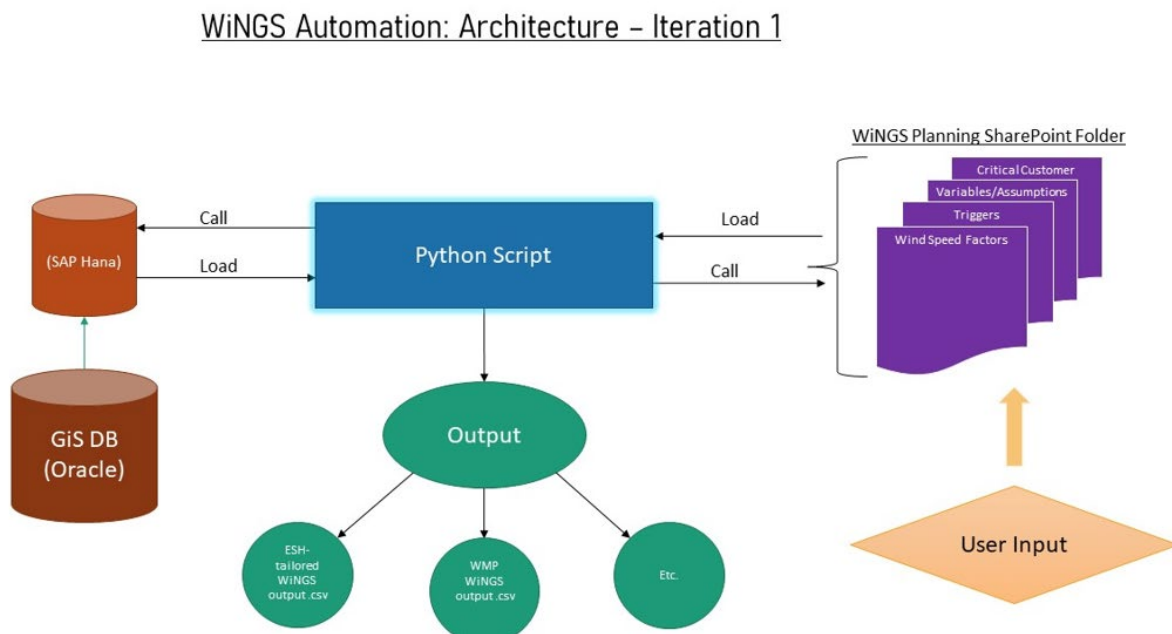 WiNGS Automation: Architecture – Iteration 1
WiNGS Planning SharePoint Folder
Critical Customer
Variables/Assumptions
Triggers
Wind Speed Factors
Call
Load
(SAP Hana)
Python Script
Load
Call
GiS DB
(Oracle)
Output
User Input
ESH-
tailored
WiNGS
output .csv
WMP
WiNGS
output .csv
Etc.